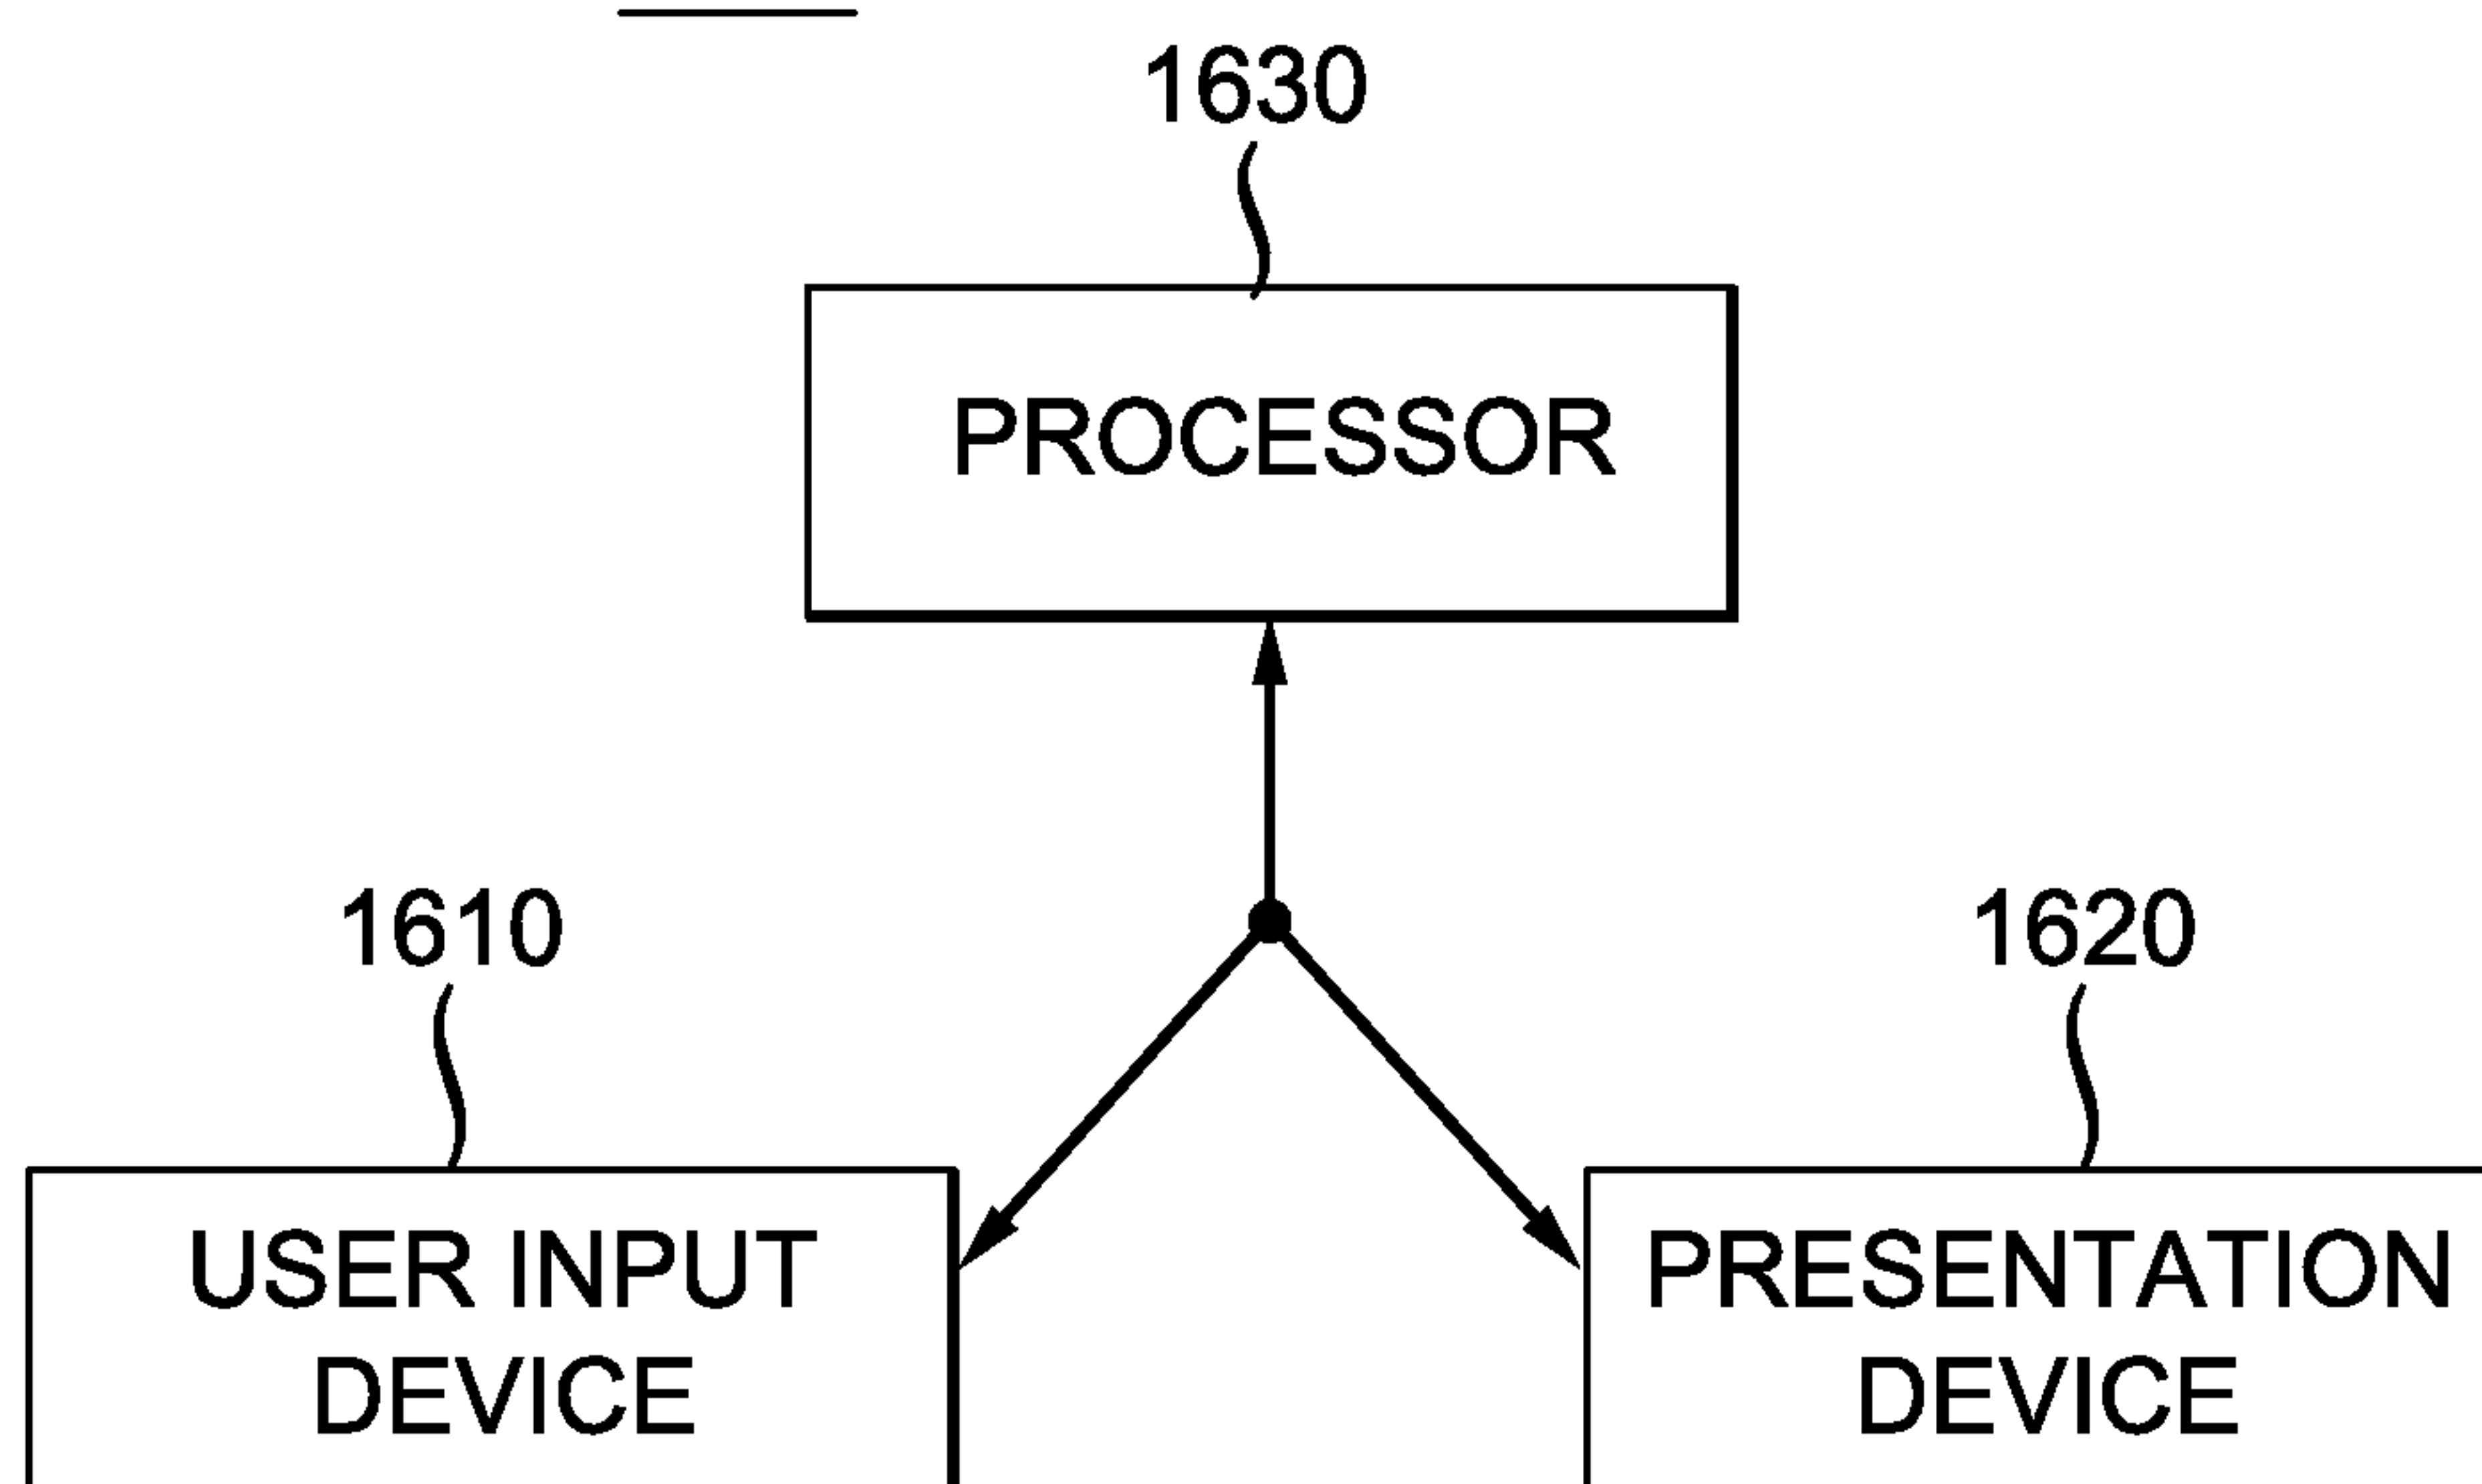 1630
PROCESSOR
1610
1620
USER INPUT
DEVICE
PRESENTATION
DEVICE